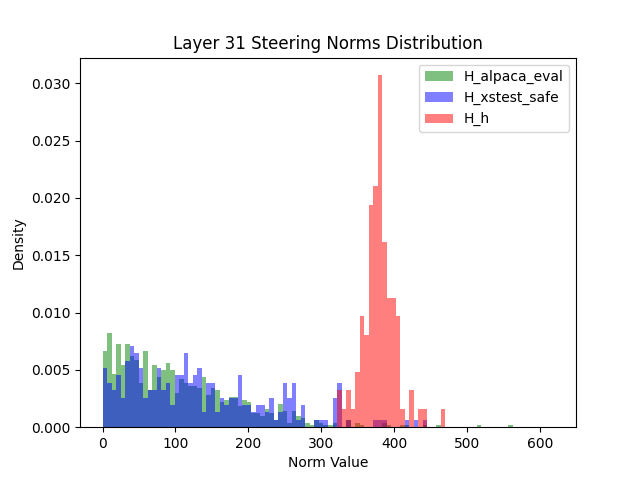 Layer 31 Steering Norms Distribution
H_alpaca_eval
H_xstest_safe
H_h
0.030
0.025
0.020
0.015
0.010
0.005
0.000
Density
0 100 200 300 400 500 600
Norm Value